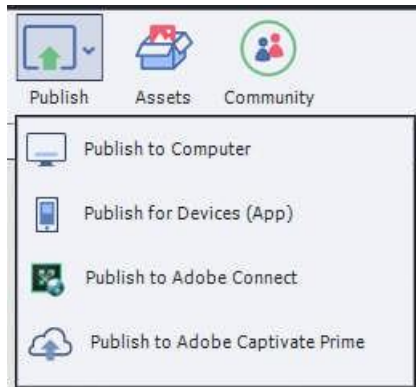 Publish
Assets
Community
Publish to Computer
Publish for Devices (App)
Publish to Adobe Connect
Publish to Adobe Captivate Prime